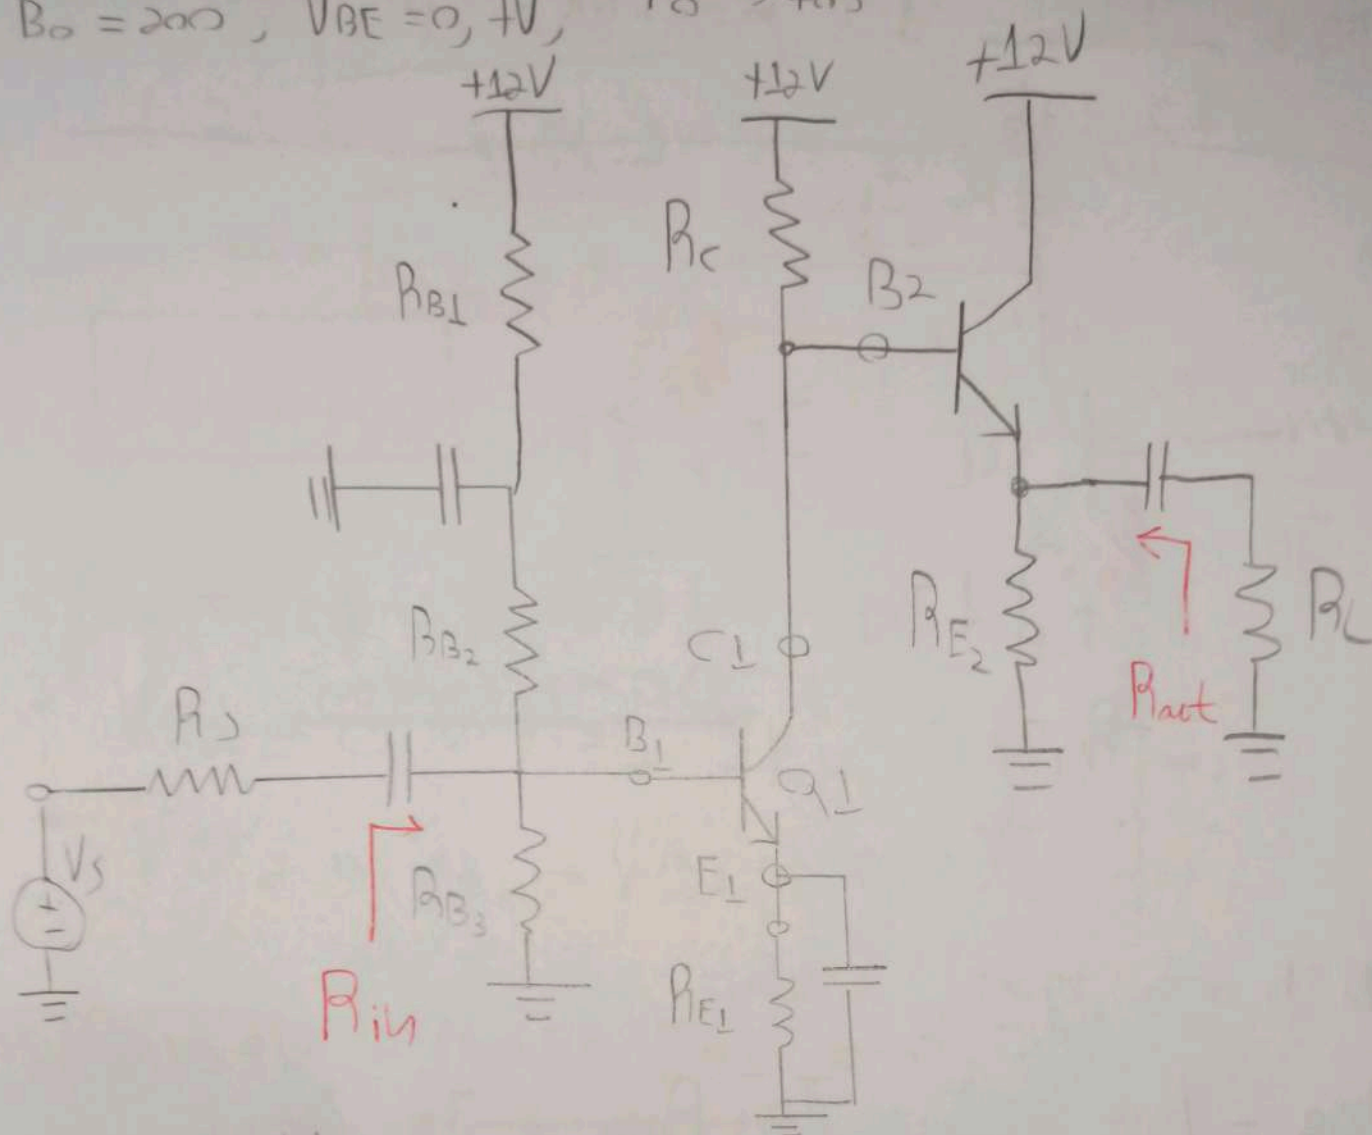 Bo = 200, VBE = 0, 7V,
+12V
+12V
+12V
RB1
Rc
B2
RB2
C1
RE2
RL
Rout
Rs
B1
Q1
Vs
RB3
E1
Rin
RE1